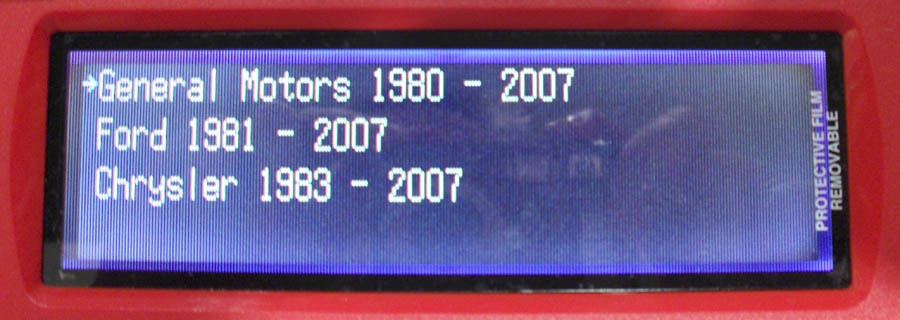 →General Motors 1980 - 2007
Ford 1981 - 2007
Chrysler 1983 - 2007
PROTECTIVE FILM
REMOVABLE